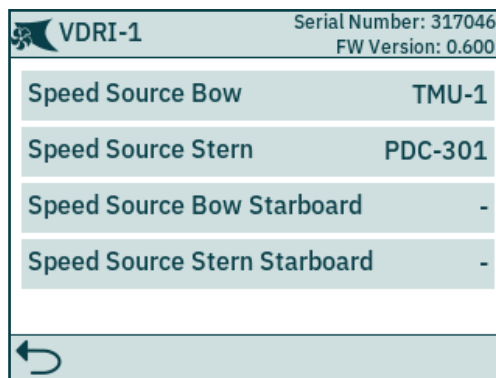 VDRI-1
Serial Number: 317046
FW Version: 0.600
Speed Source Bow TMU-1
Speed Source Stern PDC-301
Speed Source Bow Starboard -
Speed Source Stern Starboard -